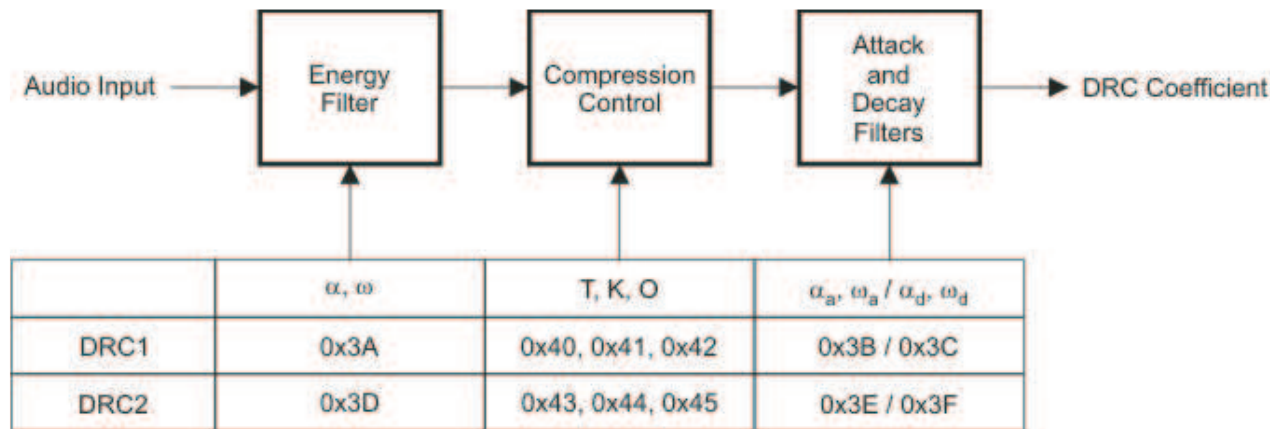 Audio Input
Energy
Filter
Compression
Control
Attack
and
Decay
Filters
DRC Coefficient
α, ω
T, K, O
αa, ωa / αd, ωd
DRC1
0x3A
0x40, 0x41, 0x42
0x3B / 0x3C
DRC2
0x3D
0x43, 0x44, 0x45
0x3E / 0x3F